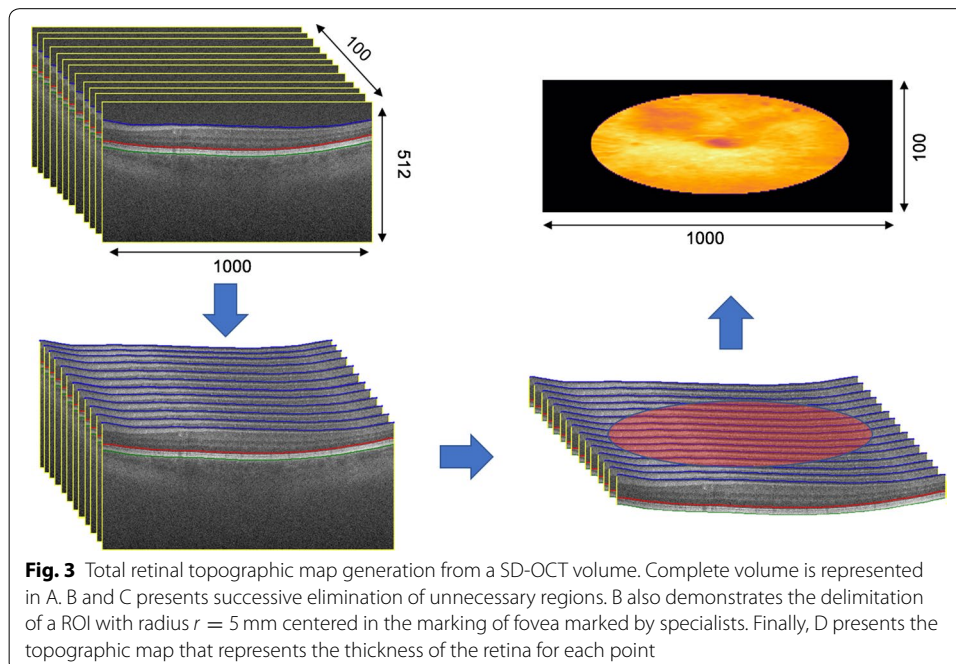 100
512
1000
100
1000
Fig. 3 Total retinal topographic map generation from a SD-OCT volume. Complete volume is represented
in A. B and C presents successive elimination of unnecessary regions. B also demonstrates the delimitation
of a ROI with radius r = 5 mm centered in the marking of fovea marked by specialists. Finally, D presents the
topographic map that represents the thickness of the retina for each point